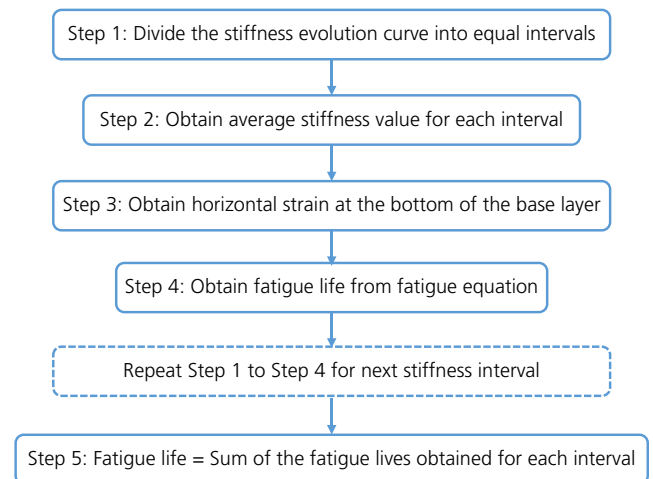 Step 1: Divide the stiffness evolution curve into equal intervals
Step 2: Obtain average stiffness value for each interval
Step 3: Obtain horizontal strain at the bottom of the base layer
Step 4: Obtain fatigue life from fatigue equation
Repeat Step 1 to Step 4 for next stiffness interval
Step 5: Fatigue life = Sum of the fatigue lives obtained for each interval